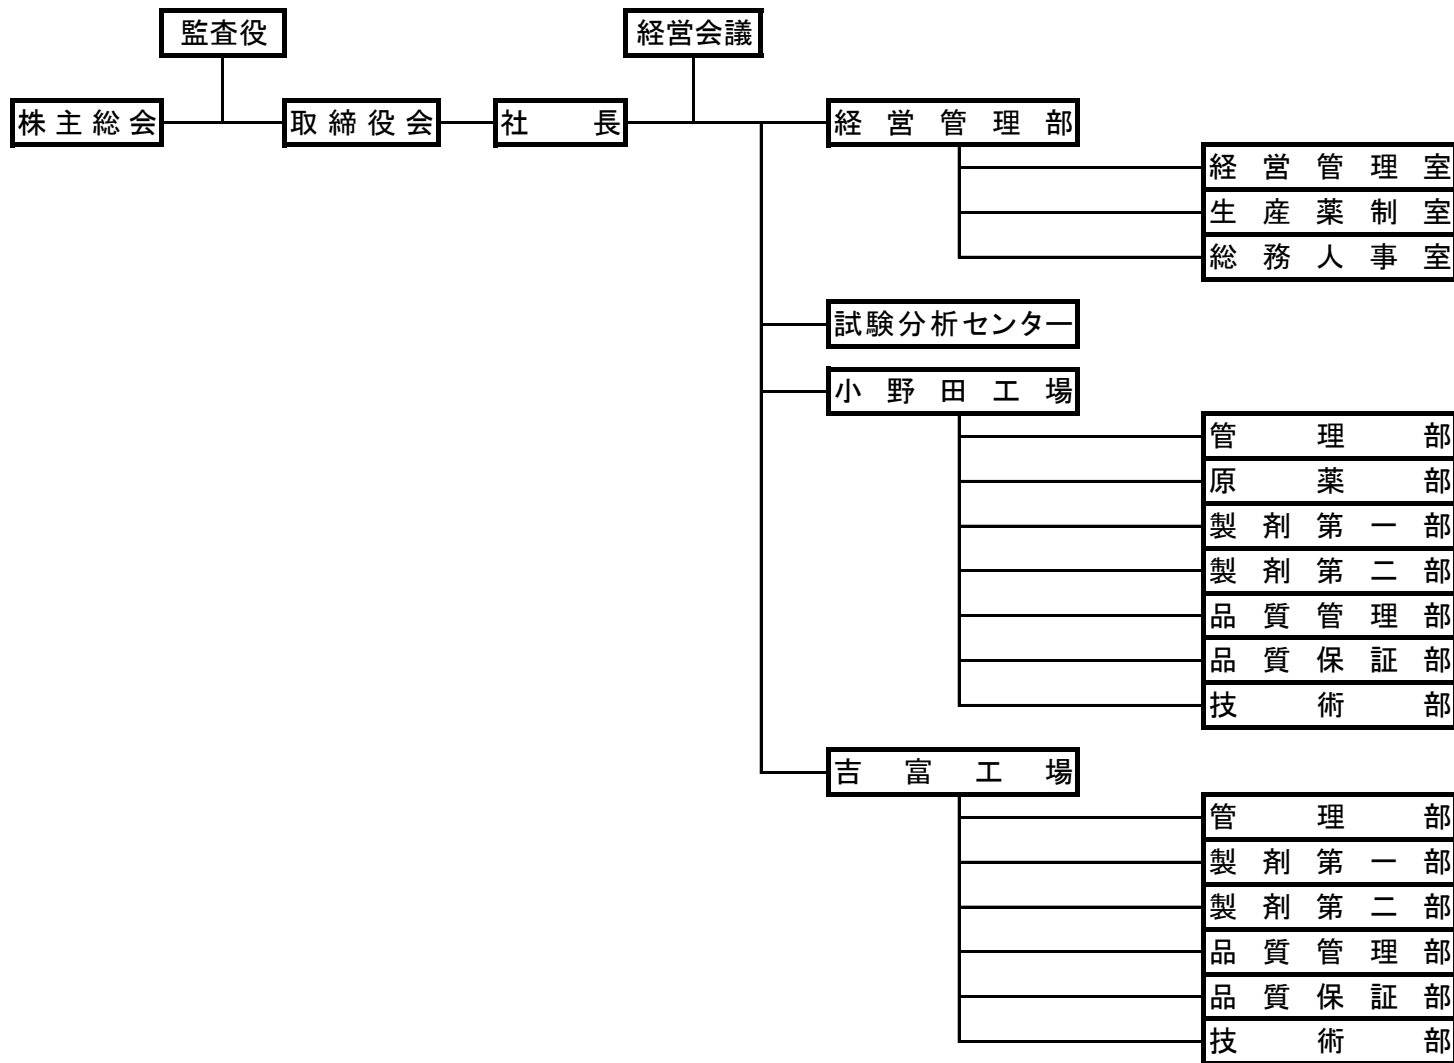 監査役
経営会議
株主総会
取締役会
社長
経営管理部
経営管理室
生産薬制室
総務人事室
試験分析センター
小野田工場
管理部
原薬部
製剤第一部
製剤第二部
品質管理部
品質保証部
技術部
吉富工場
管理部
製剤第一部
製剤第二部
品質管理部
品質保証部
技術部